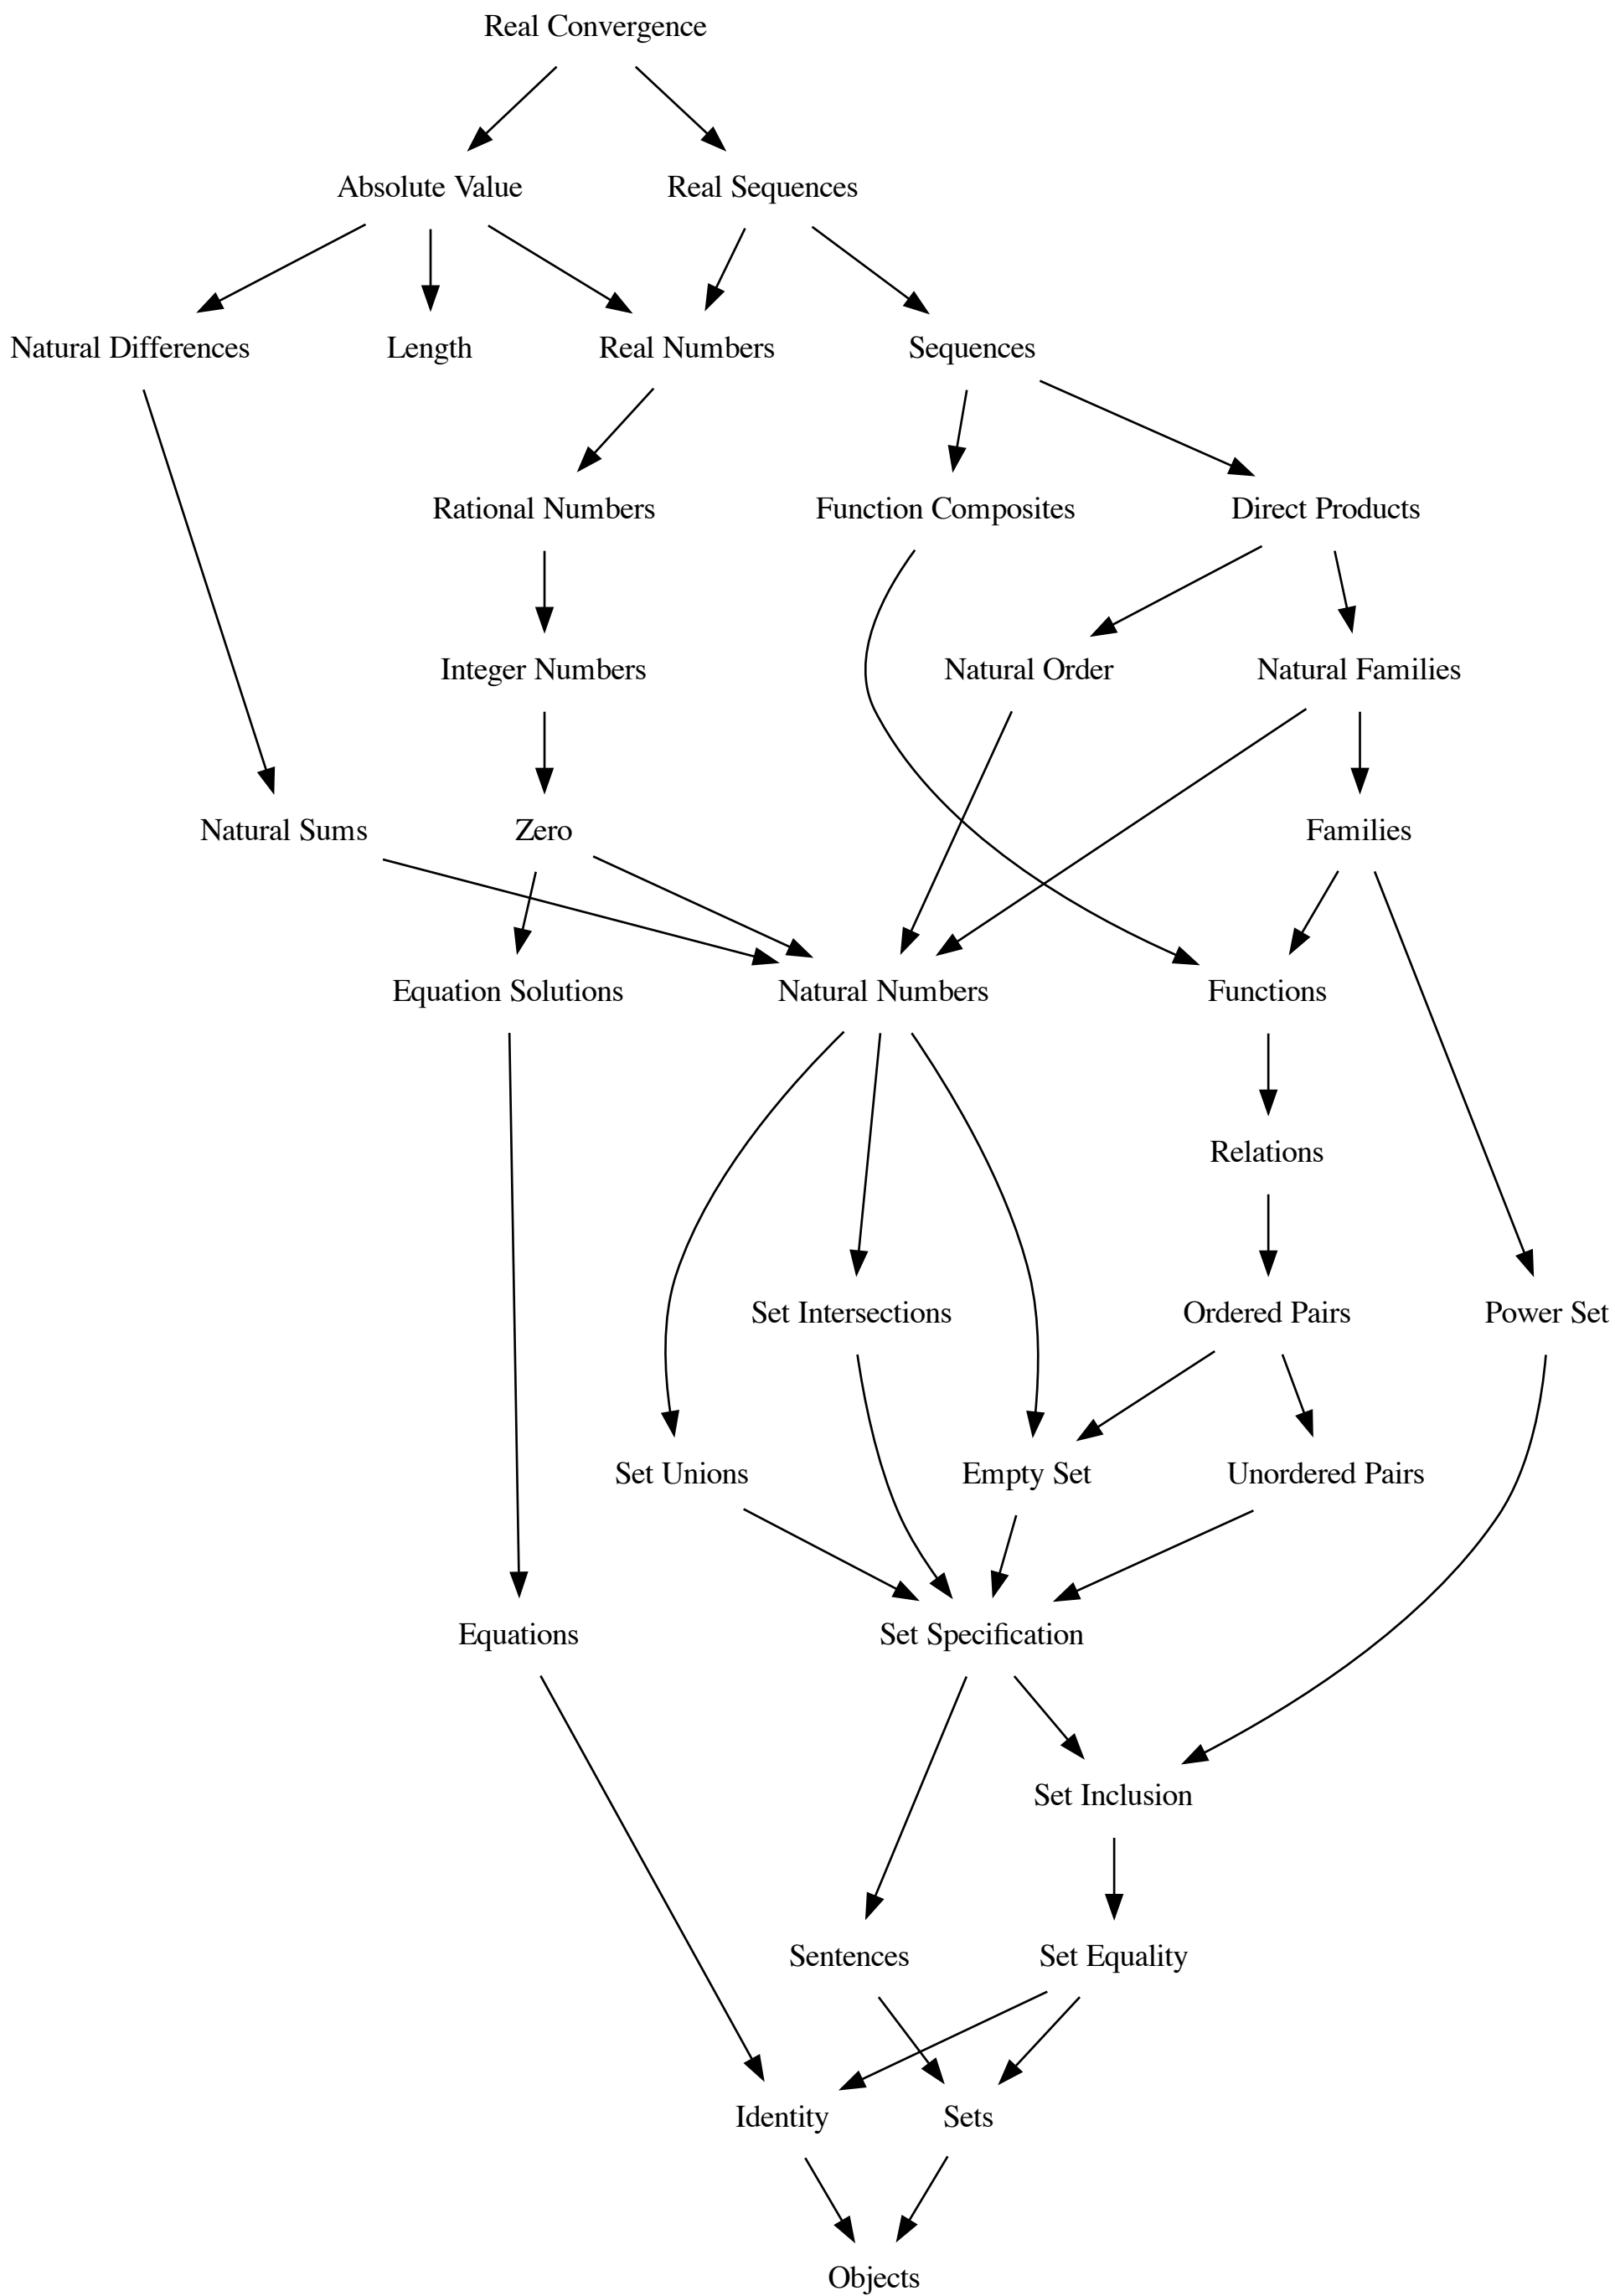 Real Convergence
Absolute Value
Real Sequences
Natural Differences
Length
Real Numbers
Sequences
Rational Numbers
Function Composites
Direct Products
Integer Numbers
Natural Order
Natural Families
Natural Sums
Zero
Families
Equation Solutions
Natural Numbers
Functions
Relations
Set Intersections
Ordered Pairs
Power Set
Set Unions
Empty Set
Unordered Pairs
Equations
Set Specification
Set Inclusion
Sentences
Set Equality
Identity
Sets
Objects